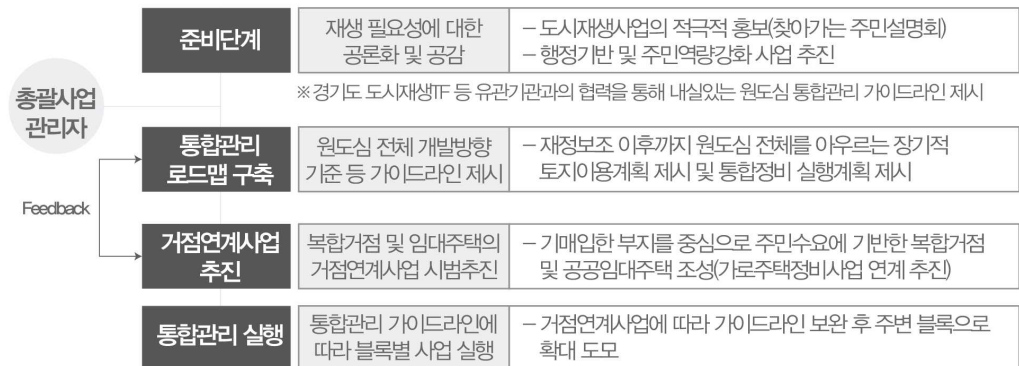 준비단계
재생 필요성에 대한
공론화 및 공감
– 도시재생사업의 적극적 홍보(찾아가는 주민설명회)
– 행정기반 및 주민역량강화 사업 추진
※ 경기도 도시재생TF 등 유관기관과의 협력을 통해 내실있는 원도심 통합관리 가이드라인 제시
총괄사업
관리자
통합관리
로드맵 구축
원도심 전체 개발방향
기준 등 가이드라인 제시
– 재정보조 이후까지 원도심 전체를 아우르는 장기적
토지이용계획 제시 및 통합정비 실행계획 제시
Feedback
거점연계사업
추진
복합거점 및 임대주택의
거점연계사업 시범추진
– 기매입한 부지를 중심으로 주민수요에 기반한 복합거점
및 공공임대주택 조성(가로주택정비사업 연계 추진)
통합관리 실행
통합관리 가이드라인에
따라 블록별 사업 실행
– 거점연계사업에 따라 가이드라인 보완 후 주변 블록으로
확대 도모